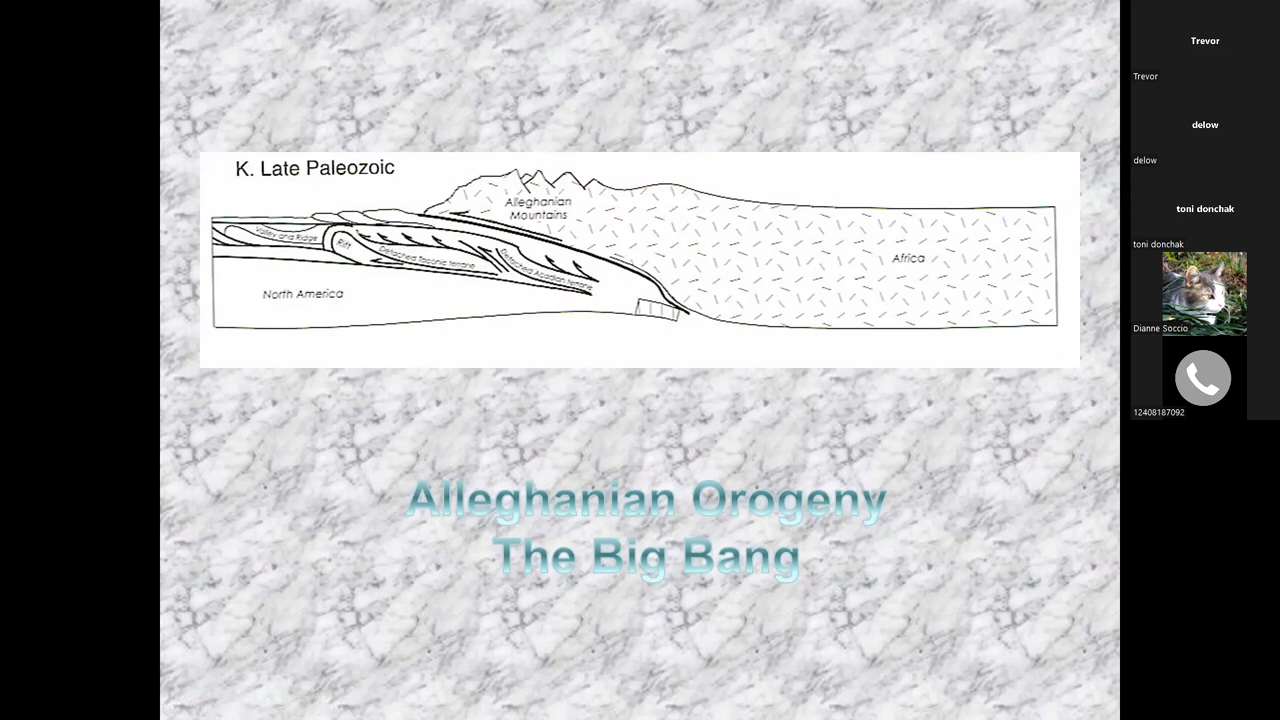 K. Late Paleozoic
Alleghanian
Mountains
Valley and Ridge
Rift
Detached Taconic terrane
Detached Acadian terrane
North America
Africa
Alleghanian Orogeny
The Big Bang
Trevor
Trevor
delow
delow
toni donchak
toni donchak
Dianne Soccio
12408187092